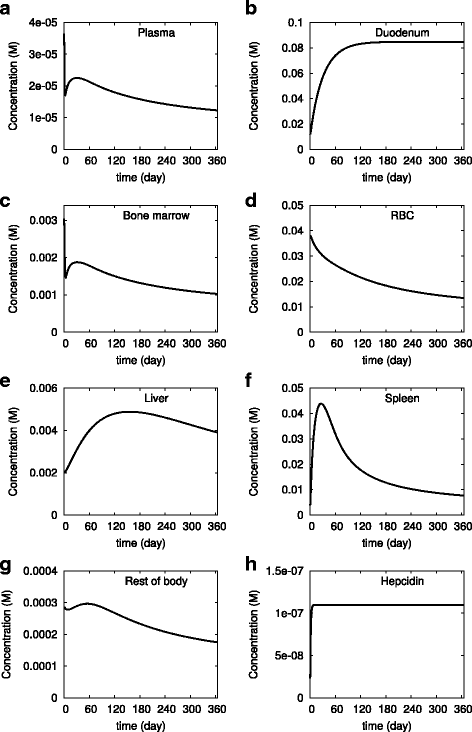 a
Plasma
Concentration (M)
4e-05
3e-05
2e-05
1e-05
0
0 60 120 180 240 300 360
time (day)
b
Duodenum
Concentration (M)
0.1
0.08
0.06
0.04
0.02
0
0 60 120 180 240 300 360
time (day)
c
Bone marrow
Concentration (M)
0.003
0.002
0.001
0
0 60 120 180 240 300 360
time (day)
d
RBC
Concentration (M)
0.05
0.04
0.03
0.02
0.01
0
0 60 120 180 240 300 360
time (day)
e
Liver
Concentration (M)
0.006
0.004
0.002
0
0 60 120 180 240 300 360
time (day)
f
Spleen
Concentration (M)
0.05
0.04
0.03
0.02
0.01
0
0 60 120 180 240 300 360
time (day)
g
Rest of body
Concentration (M)
0.0004
0.0003
0.0002
0.0001
0
0 60 120 180 240 300 360
time (day)
h
Hepcidin
Concentration (M)
1.5e-07
1e-07
5e-08
0
0 60 120 180 240 300 360
time (day)